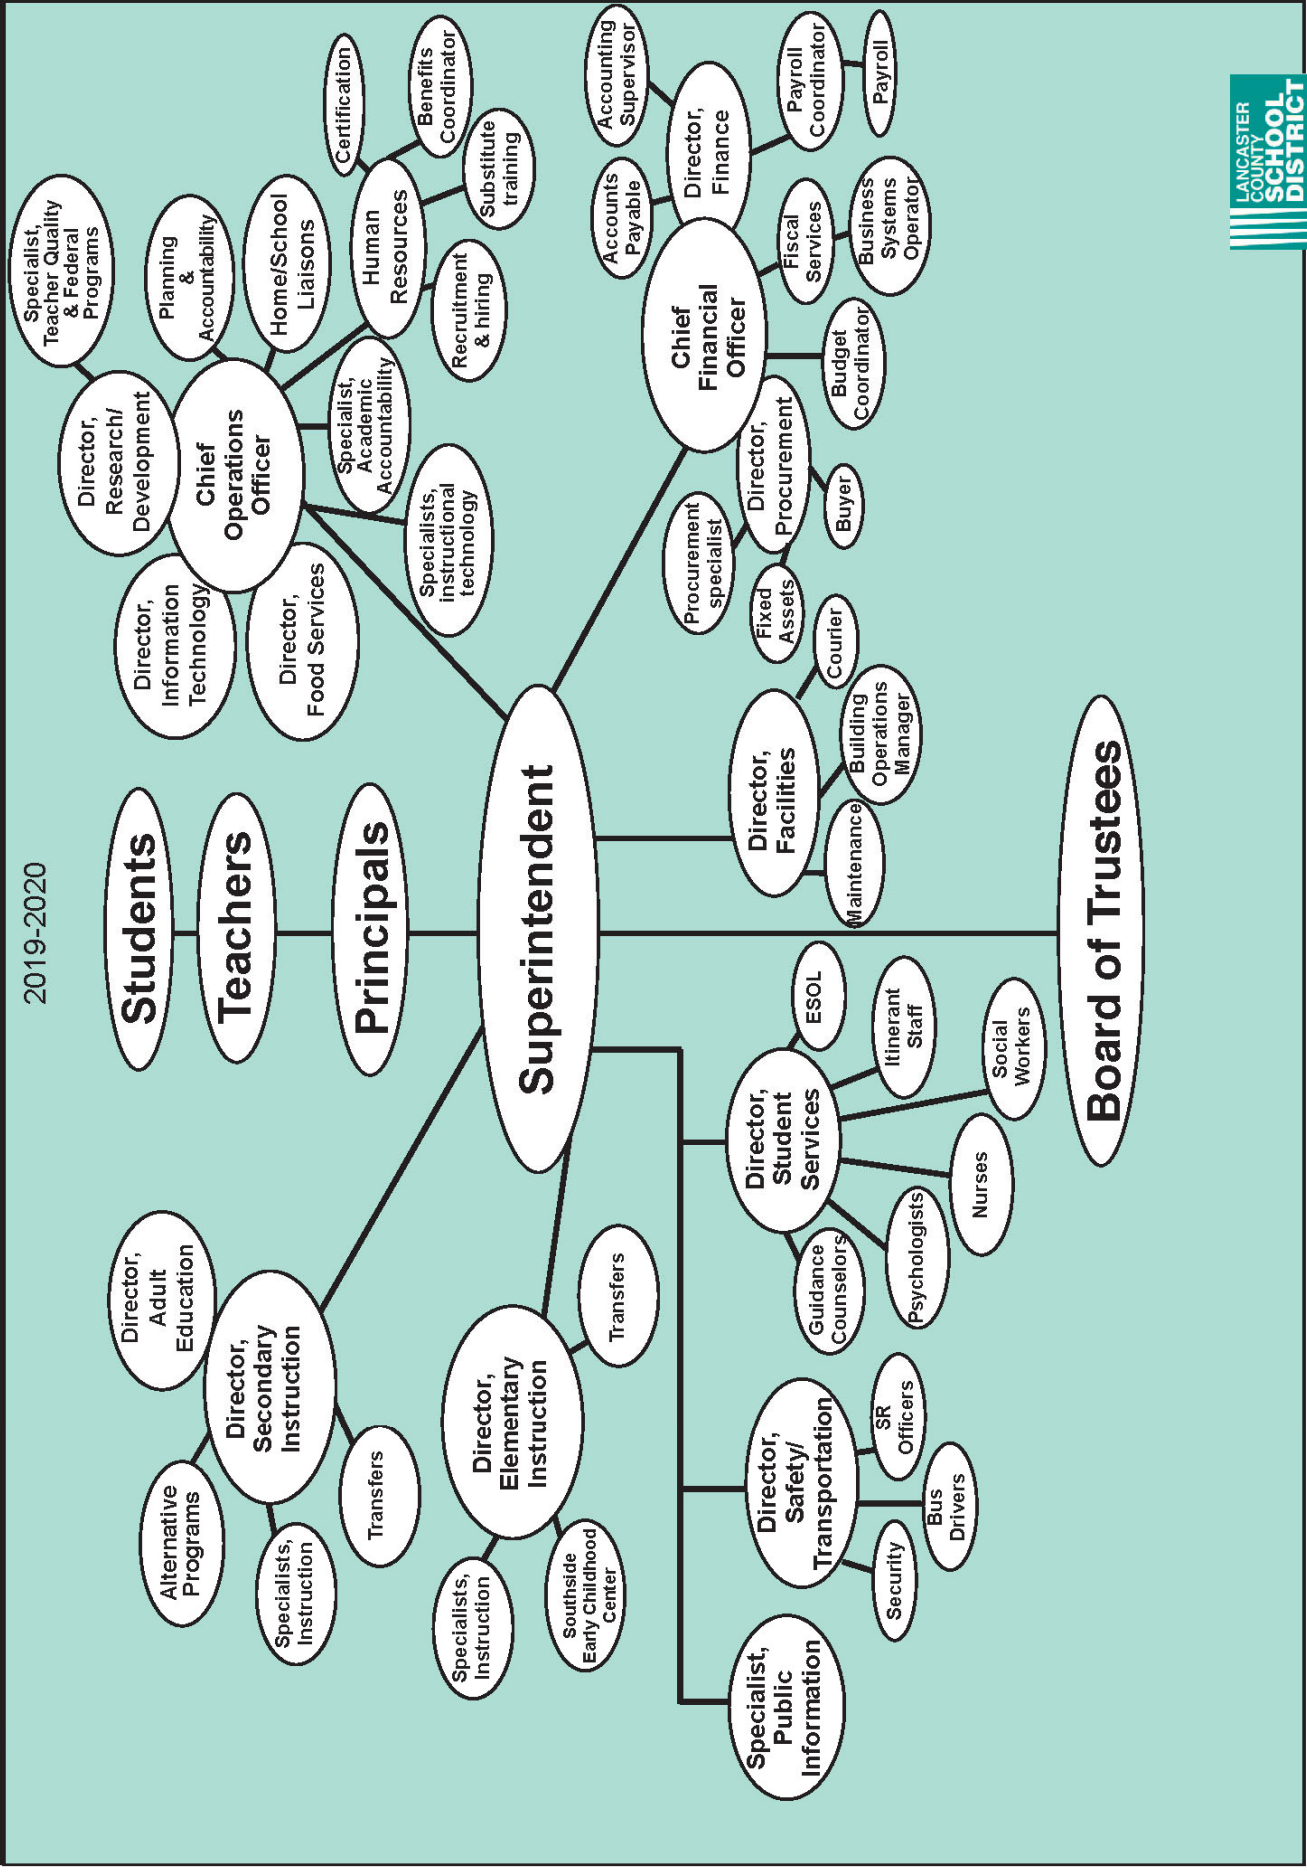 2019-2020
Students
Teachers
Principals
Superintendent
Board of Trustees
Director,
Adult
Education
Director,
Secondary
Instruction
Alternative
Programs
Specialists,
Instruction
Transfers
Director,
Elementary
Instruction
Specialists,
Instruction
Southside
Early Childhood
Center
Transfers
Specialist,
Public
Information
Director,
Safety/
Transportation
Security
Bus
Drivers
SR
Officers
Director,
Student
Services
Guidance
Counselors
Psychologists
Nurses
Social
Workers
Itinerant
Staff
ESOL
Director,
Facilities
Maintenance
Building
Operations
Manager
Courier
Chief
Operations
Officer
Director,
Information
Technology
Director,
Food Services
Director,
Research/
Development
Specialist,
Teacher Quality
& Federal
Programs
Planning
&
Accountability
Home/School
Liaisons
Human
Resources
Certification
Benefits
Coordinator
Substitute
training
Recruitment
& hiring
Specialist,
Academic
Accountability
Specialists,
instructional
technology
Chief
Financial
Officer
Director,
Finance
Accounts
Payable
Accounting
Supervisor
Payroll
Coordinator
Payroll
Fiscal
Services
Business
Systems
Operator
Budget
Coordinator
Director,
Procurement
Procurement
specialist
Fixed
Assets
Buyer
LANCASTER
COUNTY
SCHOOL
DISTRICT